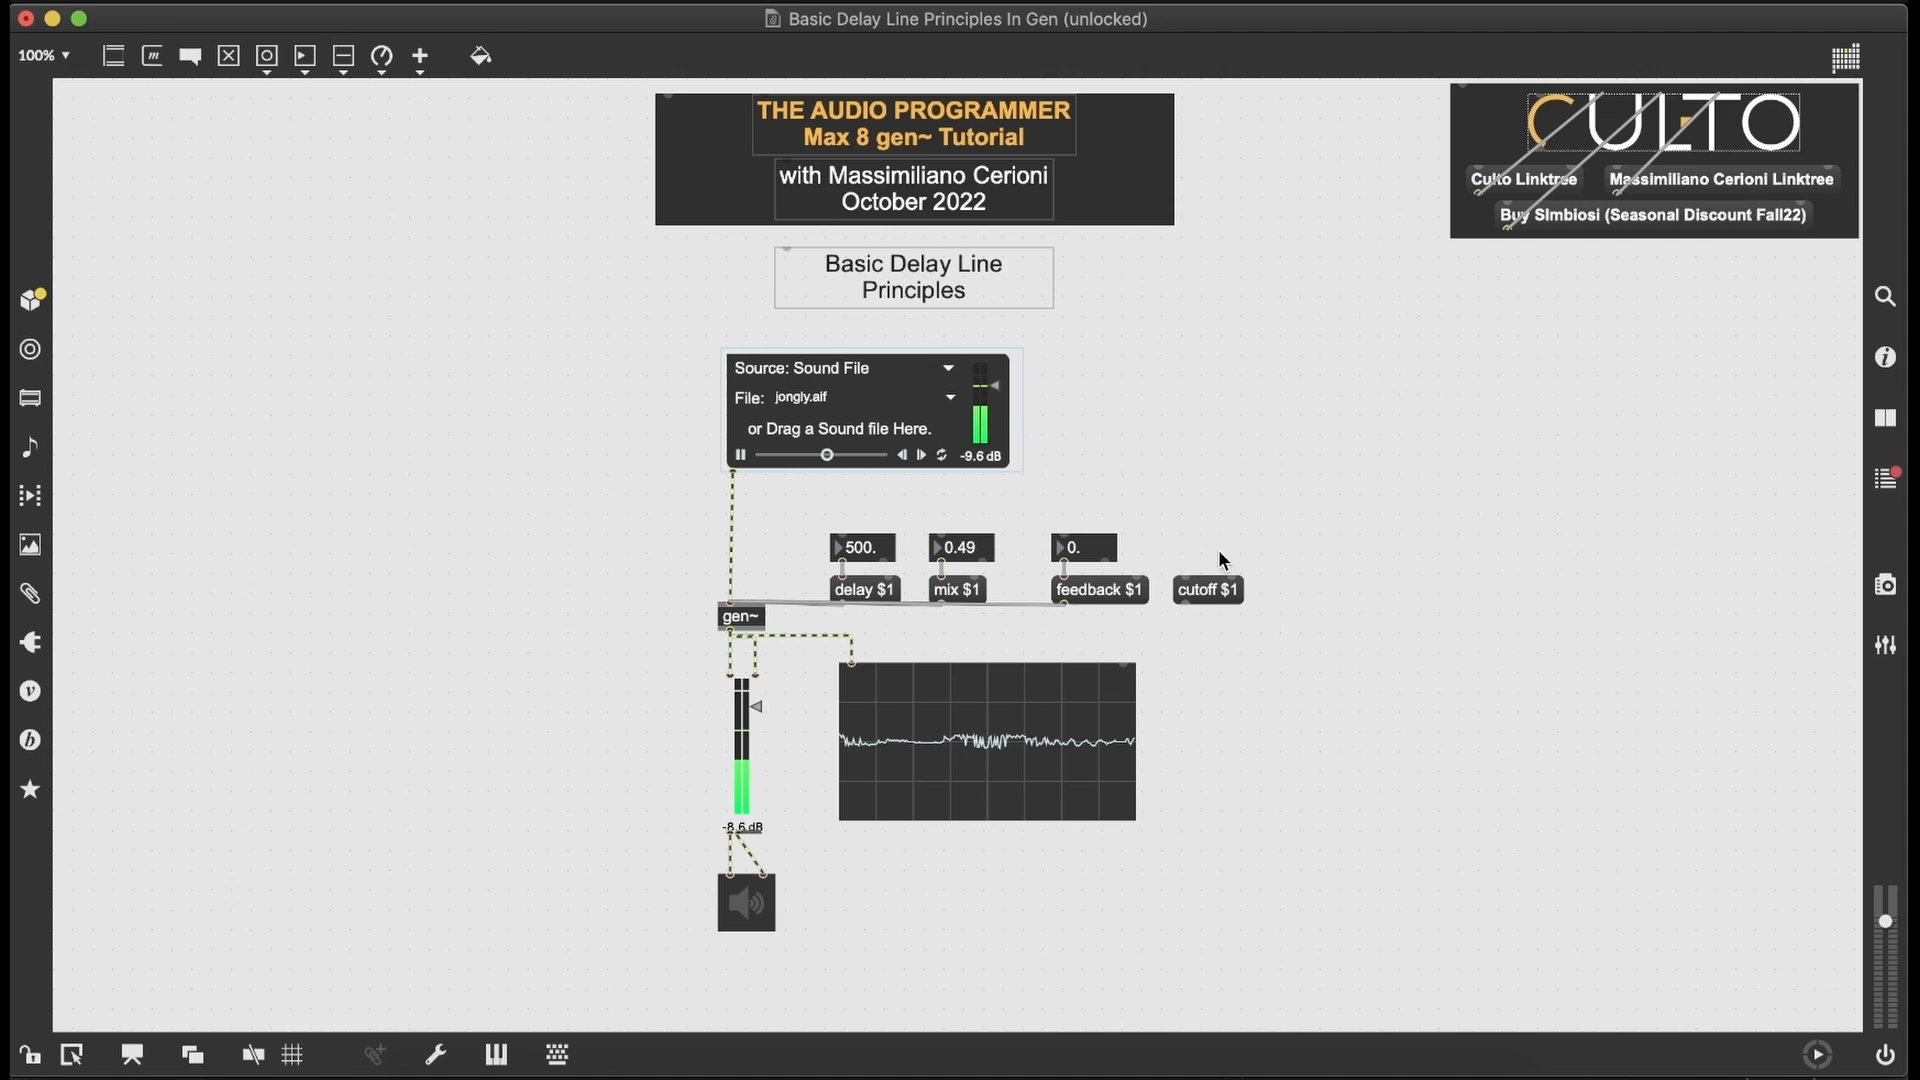 Basic Delay Line Principles In Gen (unlocked)
100%
THE AUDIO PROGRAMMER
Max 8 gen~ Tutorial
with Massimiliano Cerioni
October 2022
CULTO
Culto Linktree
Massimiliano Cerioni Linktree
Buy SImbiosi (Seasonal Discount Fall22)
Basic Delay Line
Principles
Source: Sound File
File: jongly.aif
or Drag a Sound file Here.
-9.6 dB
500.
0.49
0.
delay $1
mix $1
feedback $1
cutoff $1
gen~
-8.6 dB